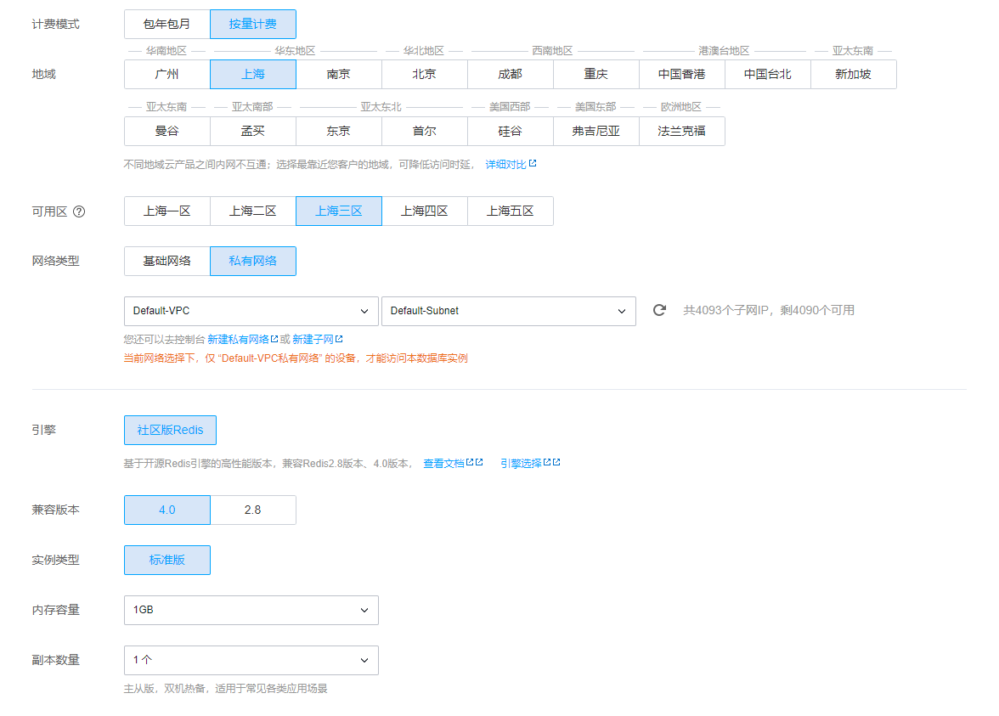 计费模式 包年包月 按量计费
华南地区 华东地区 华北地区 西南地区 港澳台地区 亚太东南
地域 广州 上海 南京 北京 成都 重庆 中国香港 中国台北 新加坡
亚太东南 亚太南部 亚太东北 美国西部 美国东部 欧洲地区
曼谷 孟买 东京 首尔 硅谷 弗吉尼亚 法兰克福
不同地域云产品之间内网不互通；选择最靠近您客户的地域，可降低访问时延， 详细对比
可用区 ? 上海一区 上海二区 上海三区 上海四区 上海五区
网络类型 基础网络 私有网络
Default-VPC Default-Subnet 共4093个子网IP，剩4090个可用
您还可以去控制台 新建私有网络 或 新建子网
当前网络选择下，仅 “Default-VPC私有网络” 的设备，才能访问本数据库实例
引擎 社区版Redis
基于开源Redis引擎的高性能版本，兼容Redis2.8版本、4.0版本， 查看文档 引擎选择
兼容版本 4.0 2.8
实例类型 标准版
内存容量 1GB
副本数量 1 个
主从版，双机热备，适用于常见各类应用场景